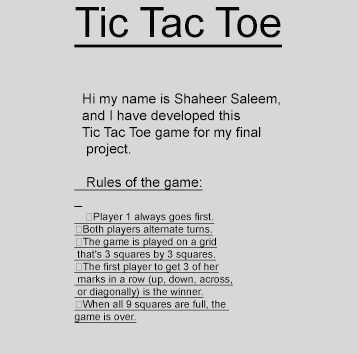 Tic Tac Toe
Hi my name is Shaheer Saleem,
and I have developed this
Tic Tac Toe game for my final
project.
Rules of the game:
Player 1 always goes first.
Both players alternate turns.
The game is played on a grid
that's 3 squares by 3 squares.
The first player to get 3 of her
marks in a row (up, down, across,
or diagonally) is the winner.
When all 9 squares are full, the
game is over.